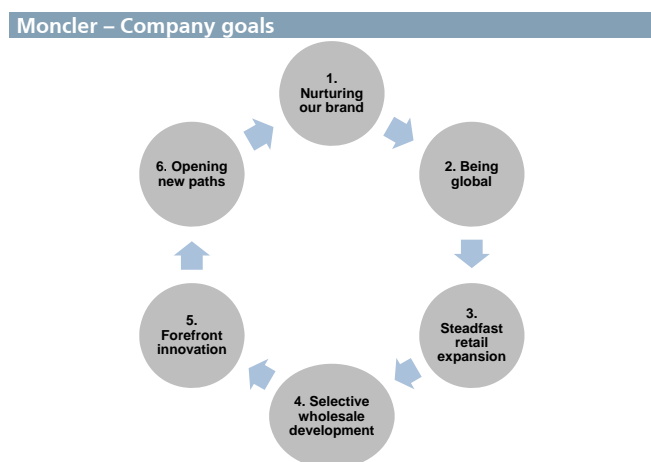 Moncler – Company goals
1.
Nurturing
our brand
2. Being
global
3.
Steadfast
retail
expansion
4. Selective
wholesale
development
5.
Forefront
innovation
6. Opening
new paths